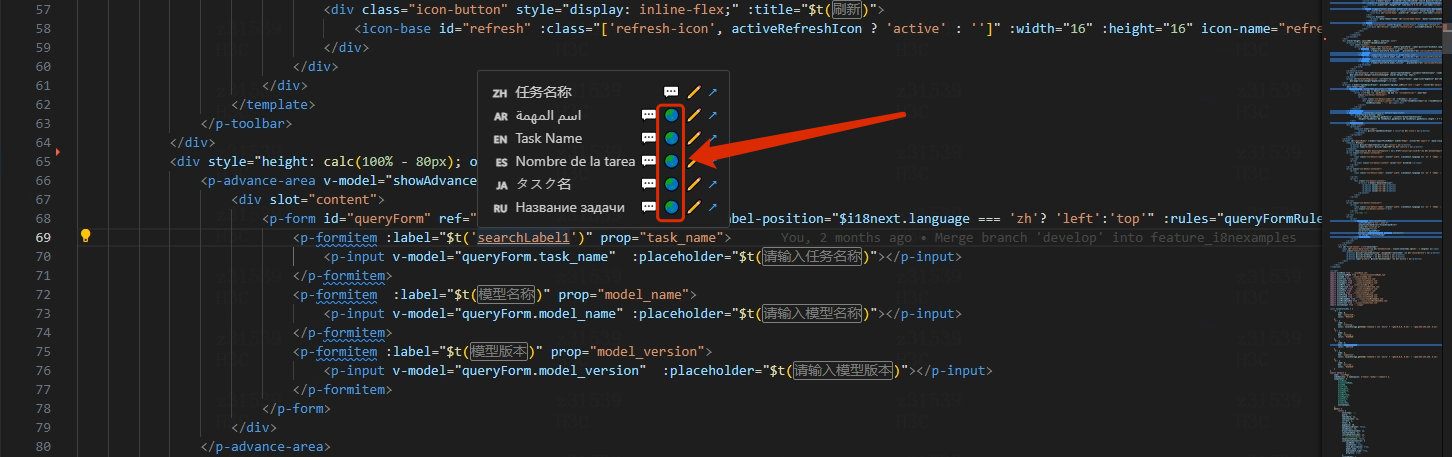 57 <div class="icon-button" style="display: inline-flex;" :title="$t(刷新)">
58 <icon-base id="refresh" :class="['refresh-icon', activeRefreshIcon ? 'active' : '']" :width="16" :height="16" icon-name="refre
59 </div>
60 </div>
61 </div>
62 </template>
63 </p-toolbar>
64 </div>
65 <div style="height: calc(100% - 80px); o
66 <p-advance-area v-model="showAdvance
67 <div slot="content">
68 <p-form id="queryForm" ref=" label-position="$i18next.language === 'zh'? 'left':'top'" :rules="queryFormRule
ZH 任务名称
AR اسم المهمة
EN Task Name
ES Nombre de la tarea
JA タスク名
RU Название задачи
69 <p-formitem :label="$t('searchLabel1')" prop="task_name"> You, 2 months ago • Merge branch 'develop' into feature_i8nexamples
70 <p-input v-model="queryForm.task_name" :placeholder="$t(请输入任务名称)"></p-input>
71 </p-formitem>
72 <p-formitem :label="$t(模型名称)" prop="model_name">
73 <p-input v-model="queryForm.model_name" :placeholder="$t(请输入模型名称)"></p-input>
74 </p-formitem>
75 <p-formitem :label="$t(模型版本)" prop="model_version">
76 <p-input v-model="queryForm.model_version" :placeholder="$t(请输入模型版本)"></p-input>
77 </p-formitem>
78 </p-form>
79 </div>
80 </p-advance-area>